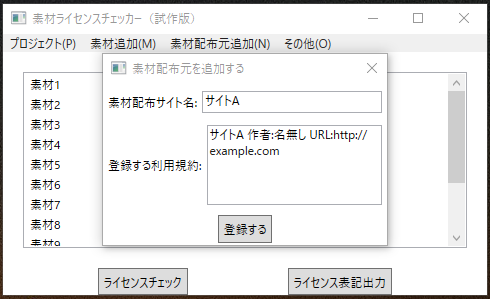 素材ライセンスチェッカー（試作版）
プロジェクト(P) 素材追加(M) 素材配布元追加(N) その他(O)
素材配布元を追加する
素材配布サイト名: サイトA
登録する利用規約:
サイトA 作者:名無し URL:http://
example.com
登録する
素材1
素材2
素材3
素材4
素材5
素材6
素材7
素材8
素材9
ライセンスチェック ライセンス表記出力